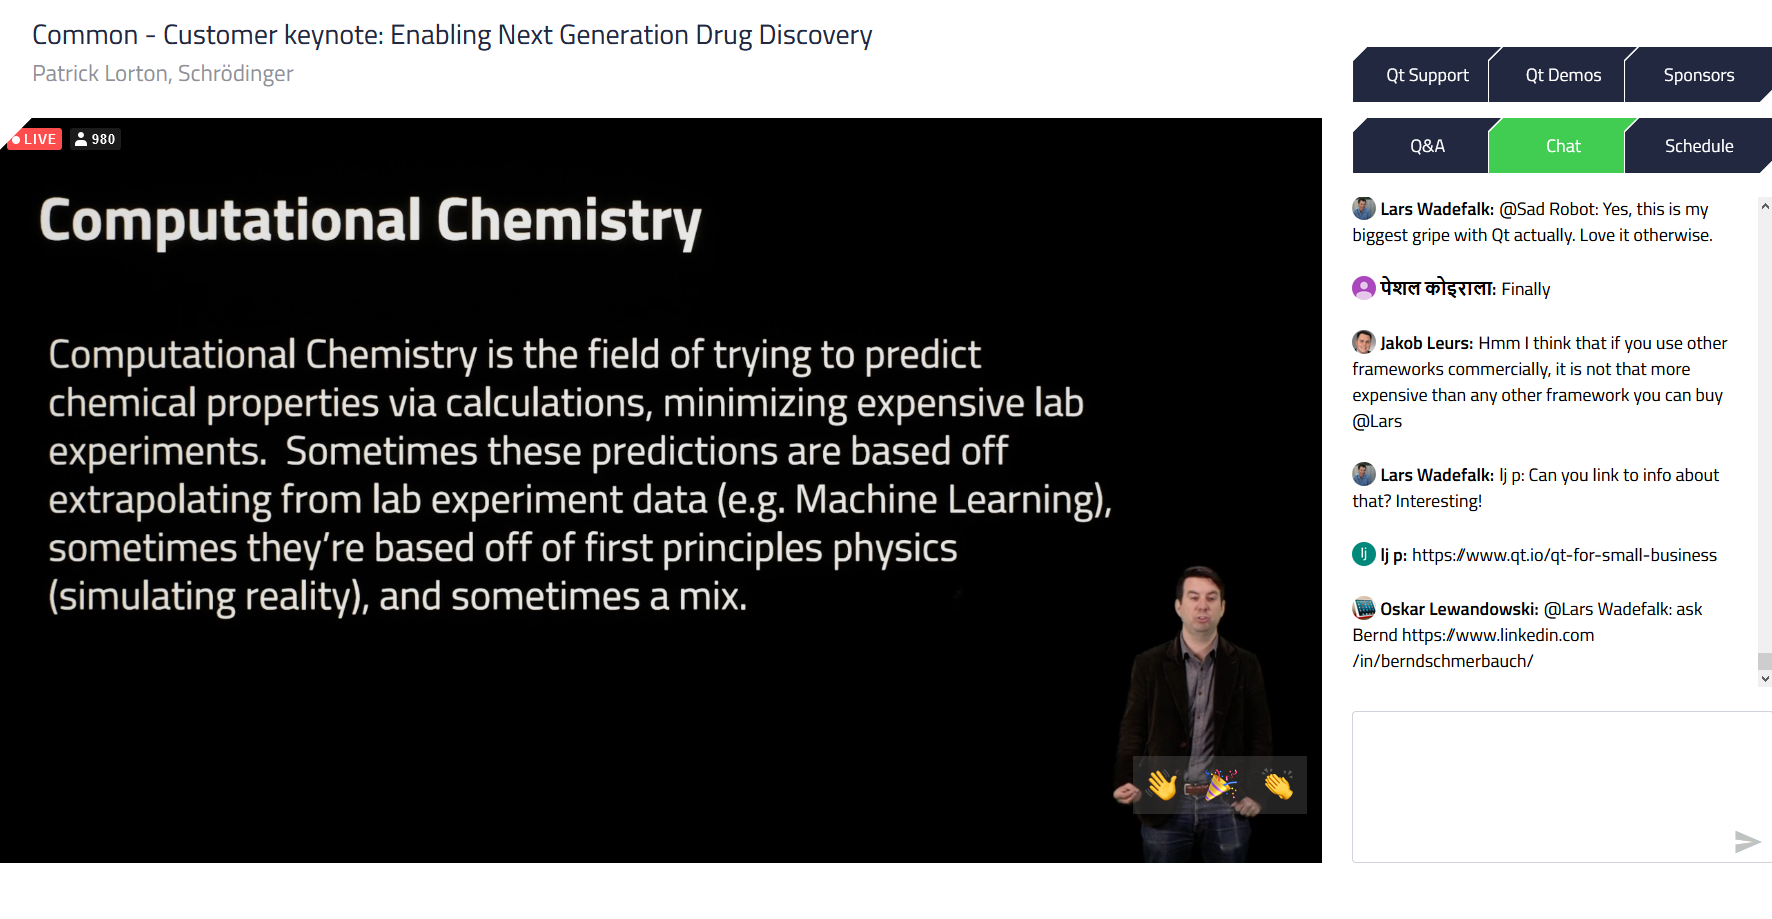 Common - Customer keynote: Enabling Next Generation Drug Discovery
Patrick Lorton, Schrödinger
LIVE
980
Computational Chemistry
Computational Chemistry is the field of trying to predict
chemical properties via calculations, minimizing expensive lab
experiments.  Sometimes these predictions are based off
extrapolating from lab experiment data (e.g. Machine Learning),
sometimes they’re based off of first principles physics
(simulating reality), and sometimes a mix.
Qt Support
Qt Demos
Sponsors
Q&A
Chat
Schedule
Lars Wadefalk: @Sad Robot: Yes, this is my
biggest gripe with Qt actually. Love it otherwise.
पेशल कोइराला: Finally
Jakob Leurs: Hmm I think that if you use other
frameworks commercially, it is not that more
expensive than any other framework you can buy
@Lars
Lars Wadefalk: lj p: Can you link to info about
that? Interesting!
lj
lj p: https://www.qt.io/qt-for-small-business
Oskar Lewandowski: @Lars Wadefalk: ask
Bernd https://www.linkedin.com
/in/berndschmerbauch/